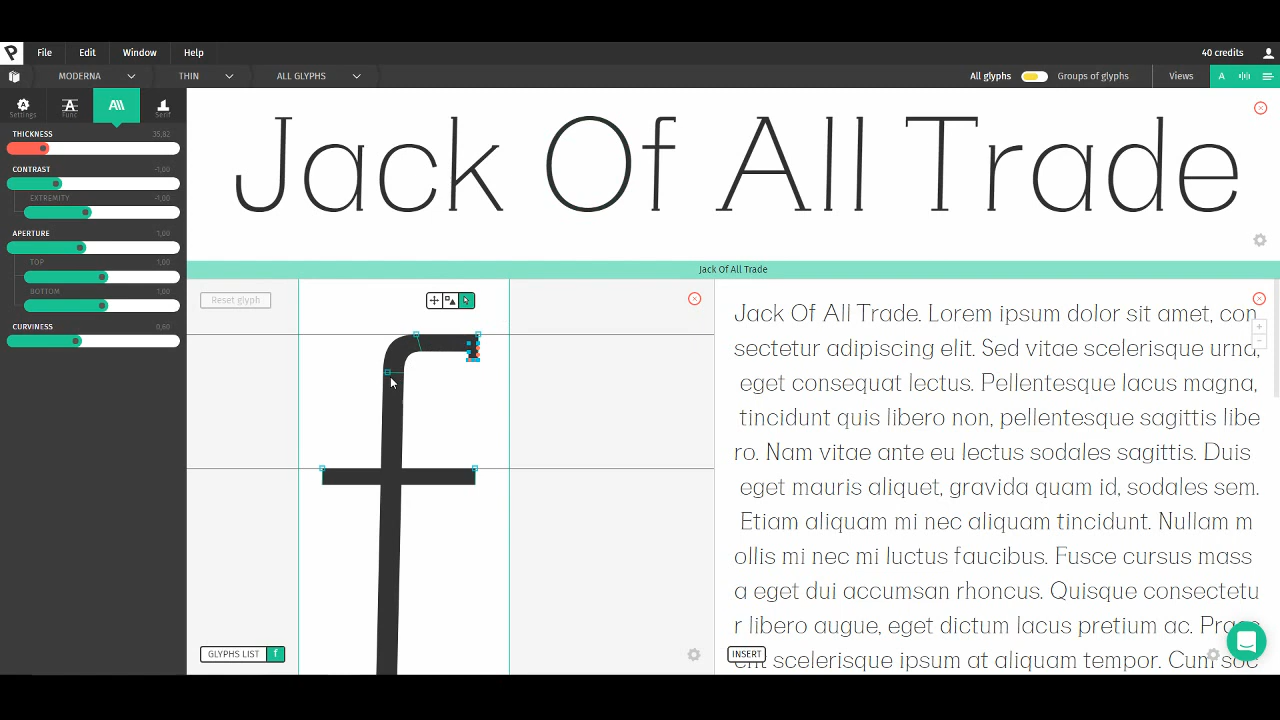 File Edit Window Help 40 credits
MODERNA THIN ALL GLYPHS All glyphs Groups of glyphs Views A
Settings Func All Serif
THICKNESS 35,82
CONTRAST -1,00
EXTREMITY -1,00
APERTURE 1,00
TOP 1,00
BOTTOM 1,00
CURVINESS 0,60
Jack Of All Trade
Jack Of All Trade
Reset glyph
f
GLYPHS LIST f
Jack Of All Trade. Lorem ipsum dolor sit amet, con
sectetur adipiscing elit. Sed vitae scelerisque urna,
eget consequat lectus. Pellentesque lacus magna,
tincidunt quis libero non, pellentesque sagittis libe
ro. Nam vitae ante eu lectus sodales sagittis. Duis
eget mauris aliquet, gravida quam id, sodales sem.
Etiam aliquam mi nec aliquam tincidunt. Nullam m
ollis mi nec mi luctus faucibus. Fusce cursus mass
a eget dui accumsan rhoncus. Quisque consectetu
r libero augue, eget dictum lacus pretium ac. Prae
INSERT
scelerisque ipsum at aliquam tempor. Cum soc